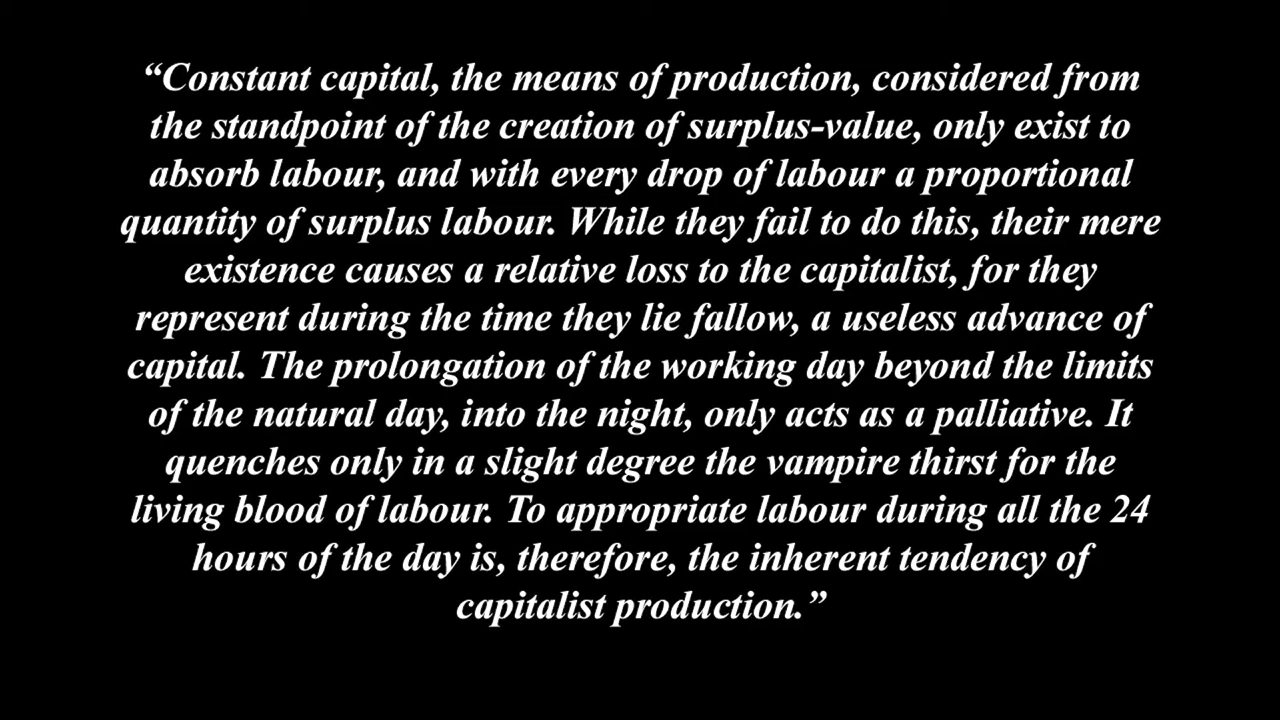 “Constant capital, the means of production, considered from
the standpoint of the creation of surplus-value, only exist to
absorb labour, and with every drop of labour a proportional
quantity of surplus labour. While they fail to do this, their mere
existence causes a relative loss to the capitalist, for they
represent during the time they lie fallow, a useless advance of
capital. The prolongation of the working day beyond the limits
of the natural day, into the night, only acts as a palliative. It
quenches only in a slight degree the vampire thirst for the
living blood of labour. To appropriate labour during all the 24
hours of the day is, therefore, the inherent tendency of
capitalist production.”